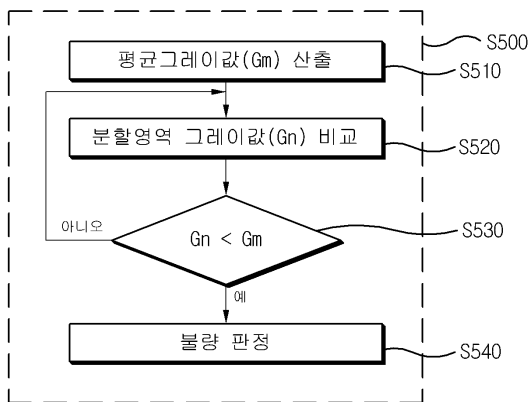 S500
평균그레이값(Gm) 산출
S510
분할영역 그레이값(Gn) 비교
S520
아니오
Gn < Gm
S530
예
불량 판정
S540